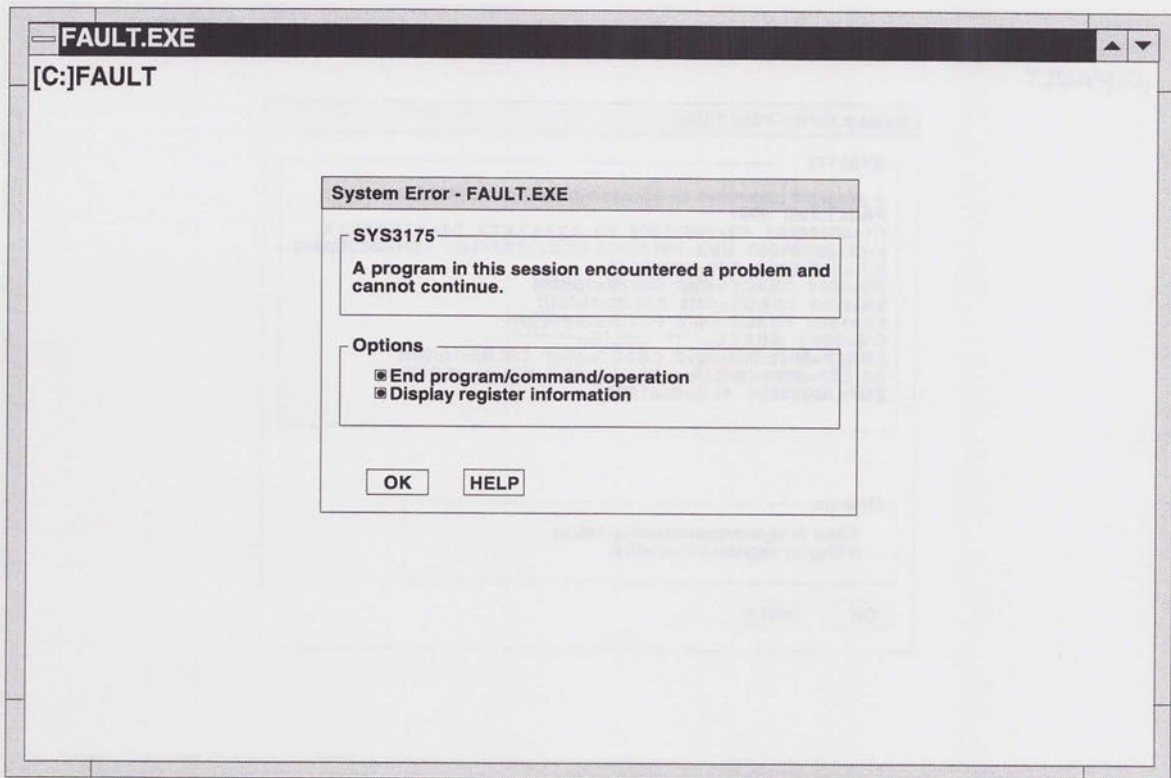 FAULT.EXE
[C:]FAULT
System Error - FAULT.EXE
SYS3175
A program in this session encountered a problem and
cannot continue.
Options
End program/command/operation
Display register information
OK HELP